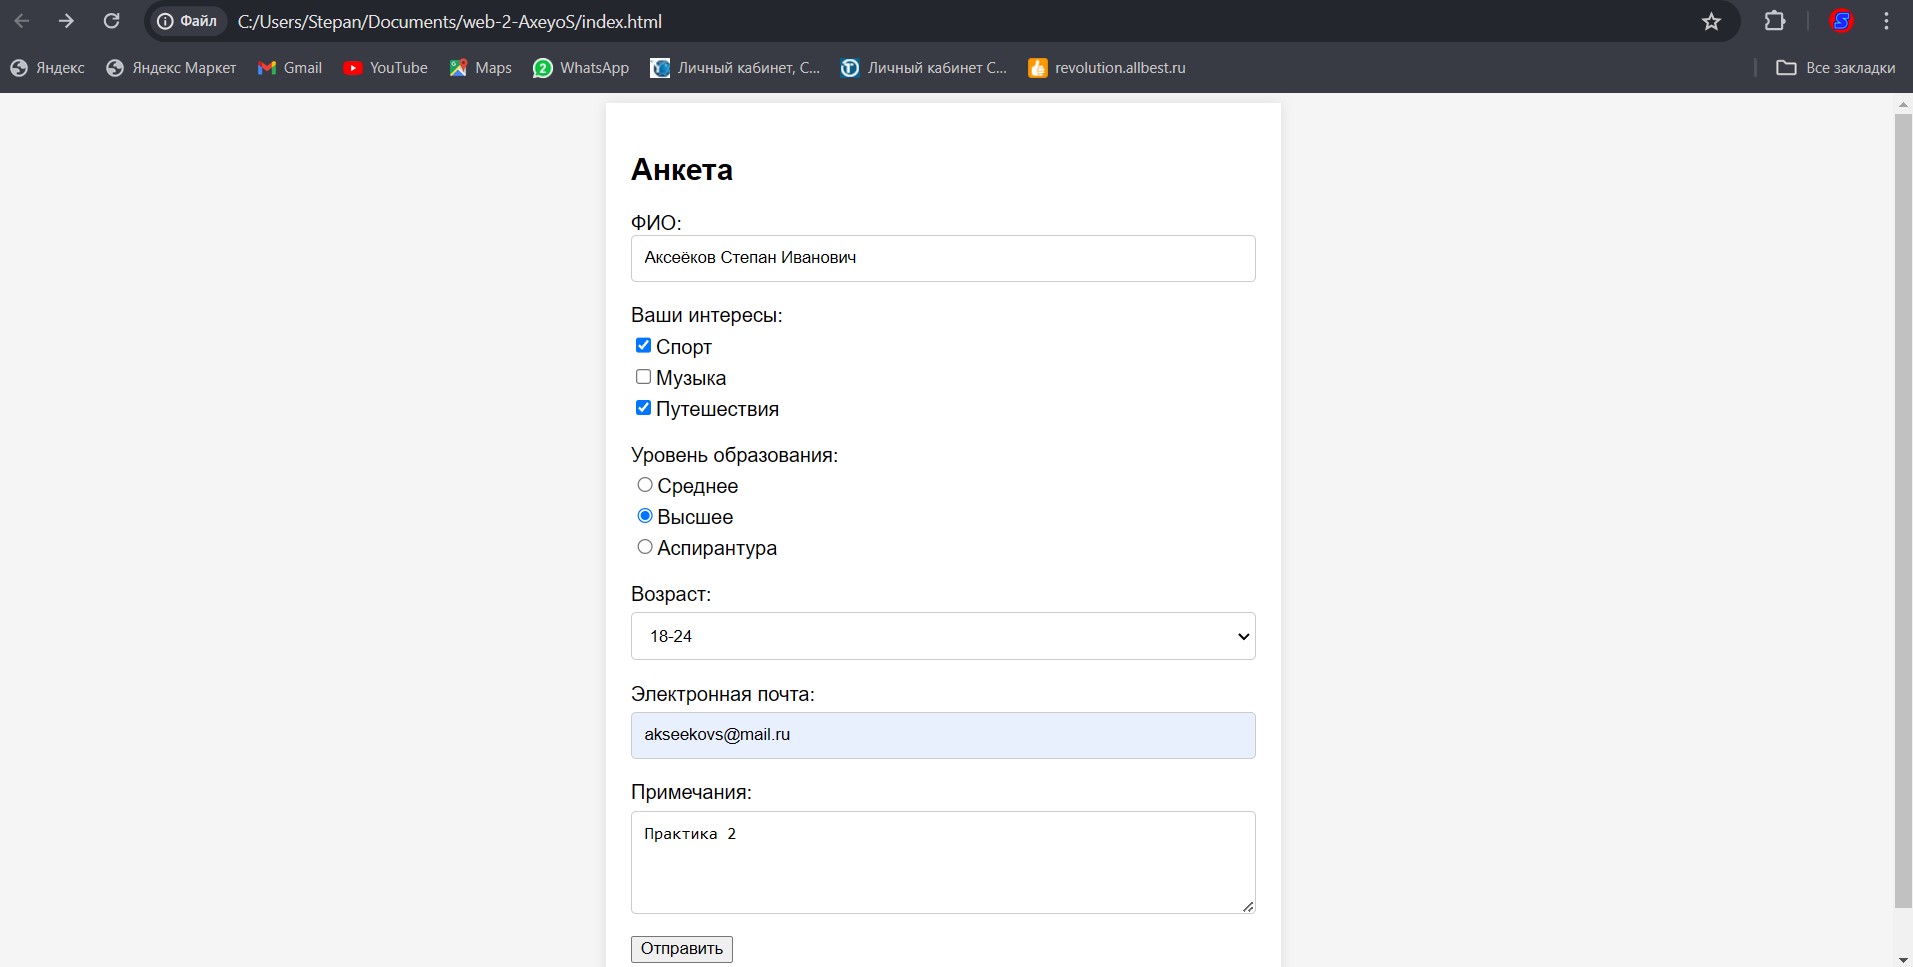 Файл C:/Users/Stepan/Documents/web-2-AxeyoS/index.html
Яндекс Яндекс Маркет Gmail YouTube Maps WhatsApp Личный кабинет, С... Личный кабинет С... revolution.allbest.ru Все закладки
Анкета
ФИО:
Аксеёков Степан Иванович
Ваши интересы:
Спорт
Музыка
Путешествия
Уровень образования:
Среднее
Высшее
Аспирантура
Возраст:
18-24
Электронная почта:
akseekovs@mail.ru
Примечания:
Практика 2
Отправить